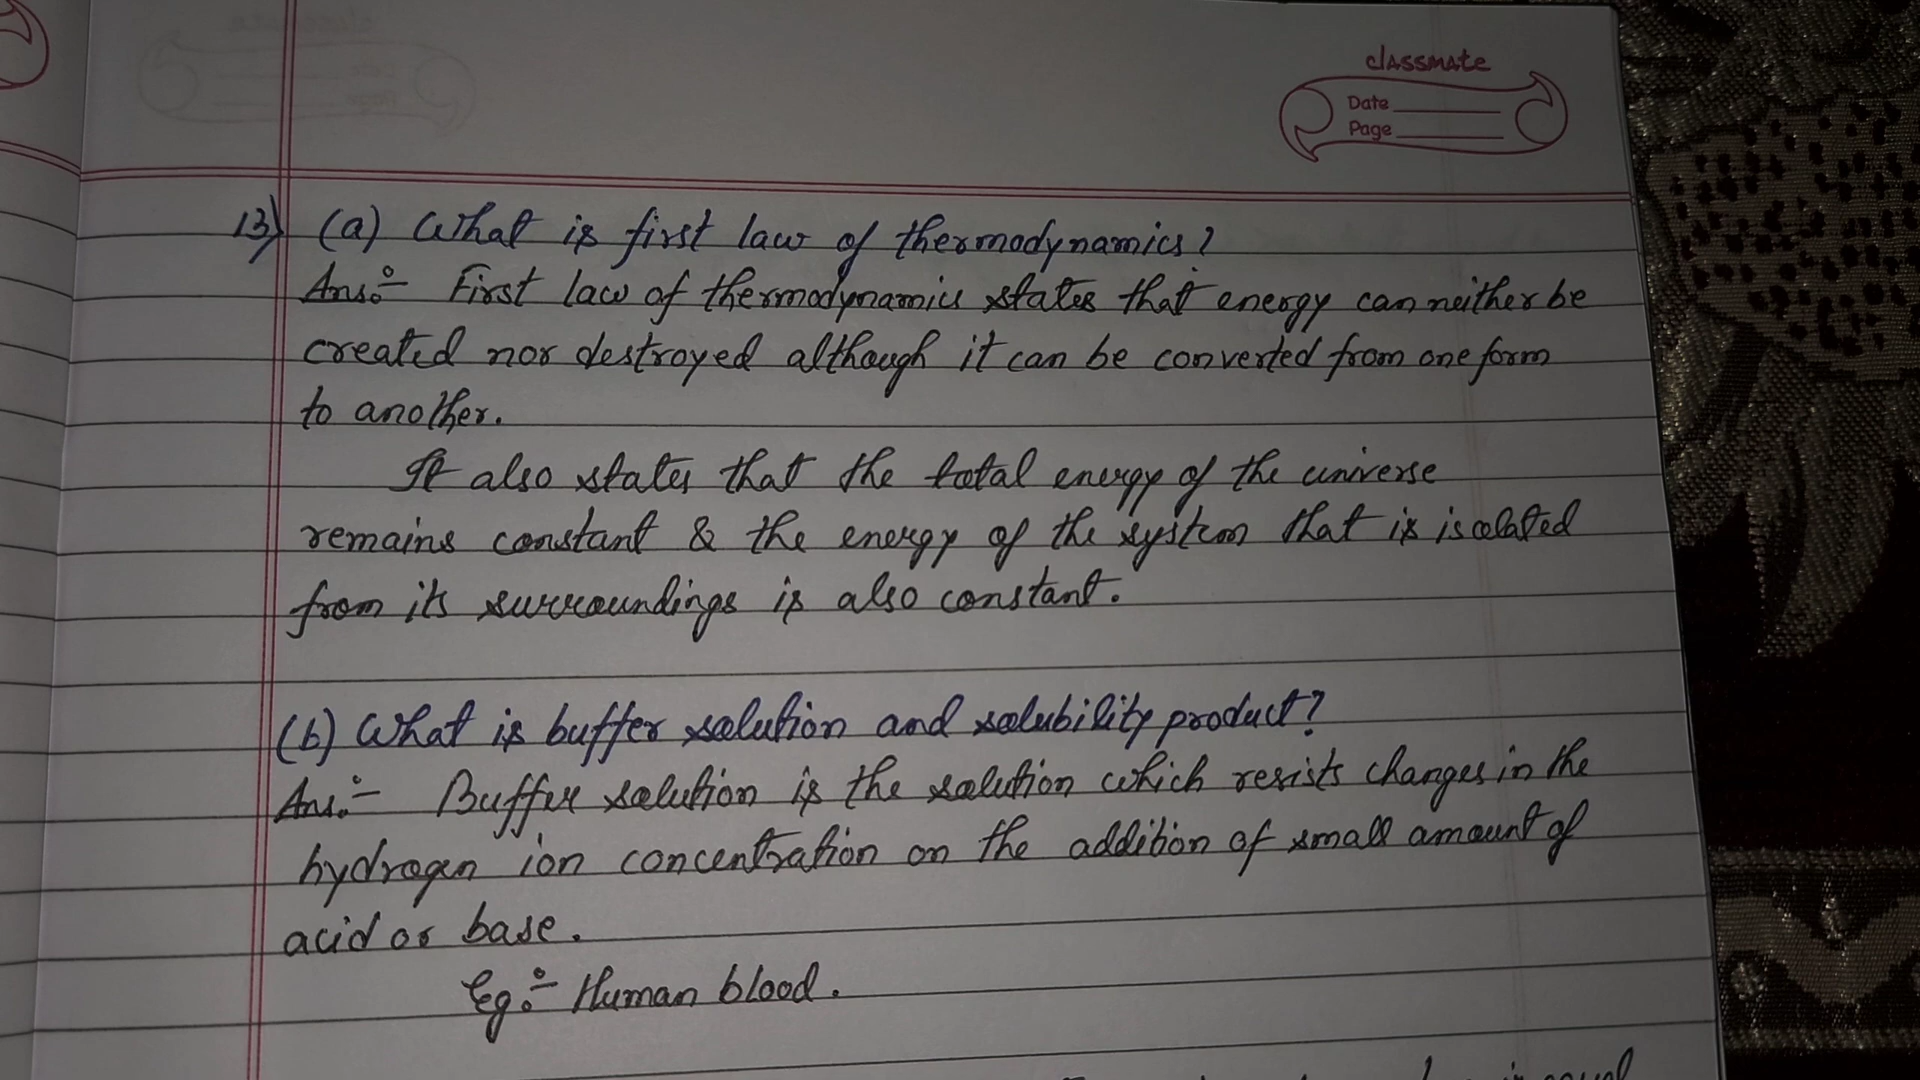 classmate
Date
Page
13) (a) What is first law of thermodynamics?
Ans:- First law of thermodynamics states that energy can neither be
created nor destroyed although it can be converted from one form
to another.
It also states that the total energy of the universe
remains constant & the energy of the system that is isolated
from its surroundings is also constant.
(b) What is buffer solution and solubility product?
Ans.:- Buffer solution is the solution which resists changes in the
hydrogen ion concentration on the addition of small amount of
acid or base.
Eg:- Human blood.